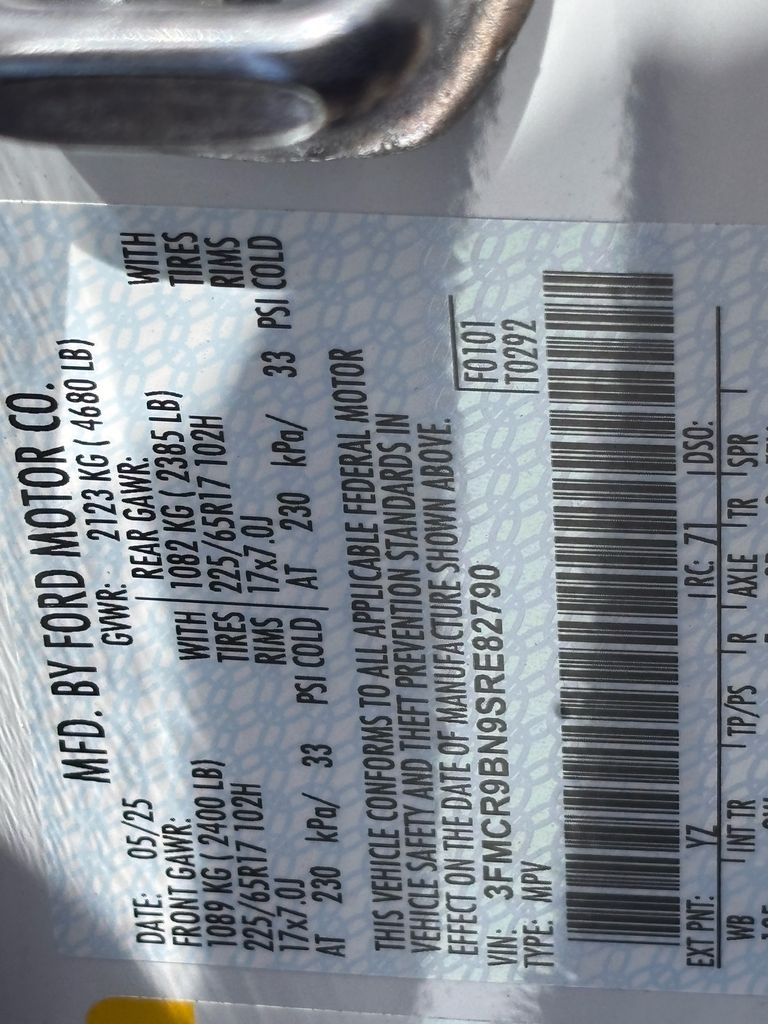 MFD. BY FORD MOTOR CO.
DATE: 05/25 GVWR: 2123 KG ( 4680 LB)
FRONT GAWR: REAR GAWR:
1089 KG ( 2400 LB) WITH 1082 KG ( 2385 LB) WITH
225/65R17 102H TIRES 225/65R17 102H TIRES
17x7.0J RIMS 17x7.0J RIMS
AT 230 kPa/ 33 PSI COLD AT 230 kPa/ 33 PSI COLD
THIS VEHICLE CONFORMS TO ALL APPLICABLE FEDERAL MOTOR
VEHICLE SAFETY AND THEFT PREVENTION STANDARDS IN
EFFECT ON THE DATE OF MANUFACTURE SHOWN ABOVE.
VIN: 3FMCR9BN9SRE82790 F0101
TYPE: MPV T0292
EXT PNT: YZ RC: 71 DSO:
WB INT TR TP/PS R AXLE TR SPR